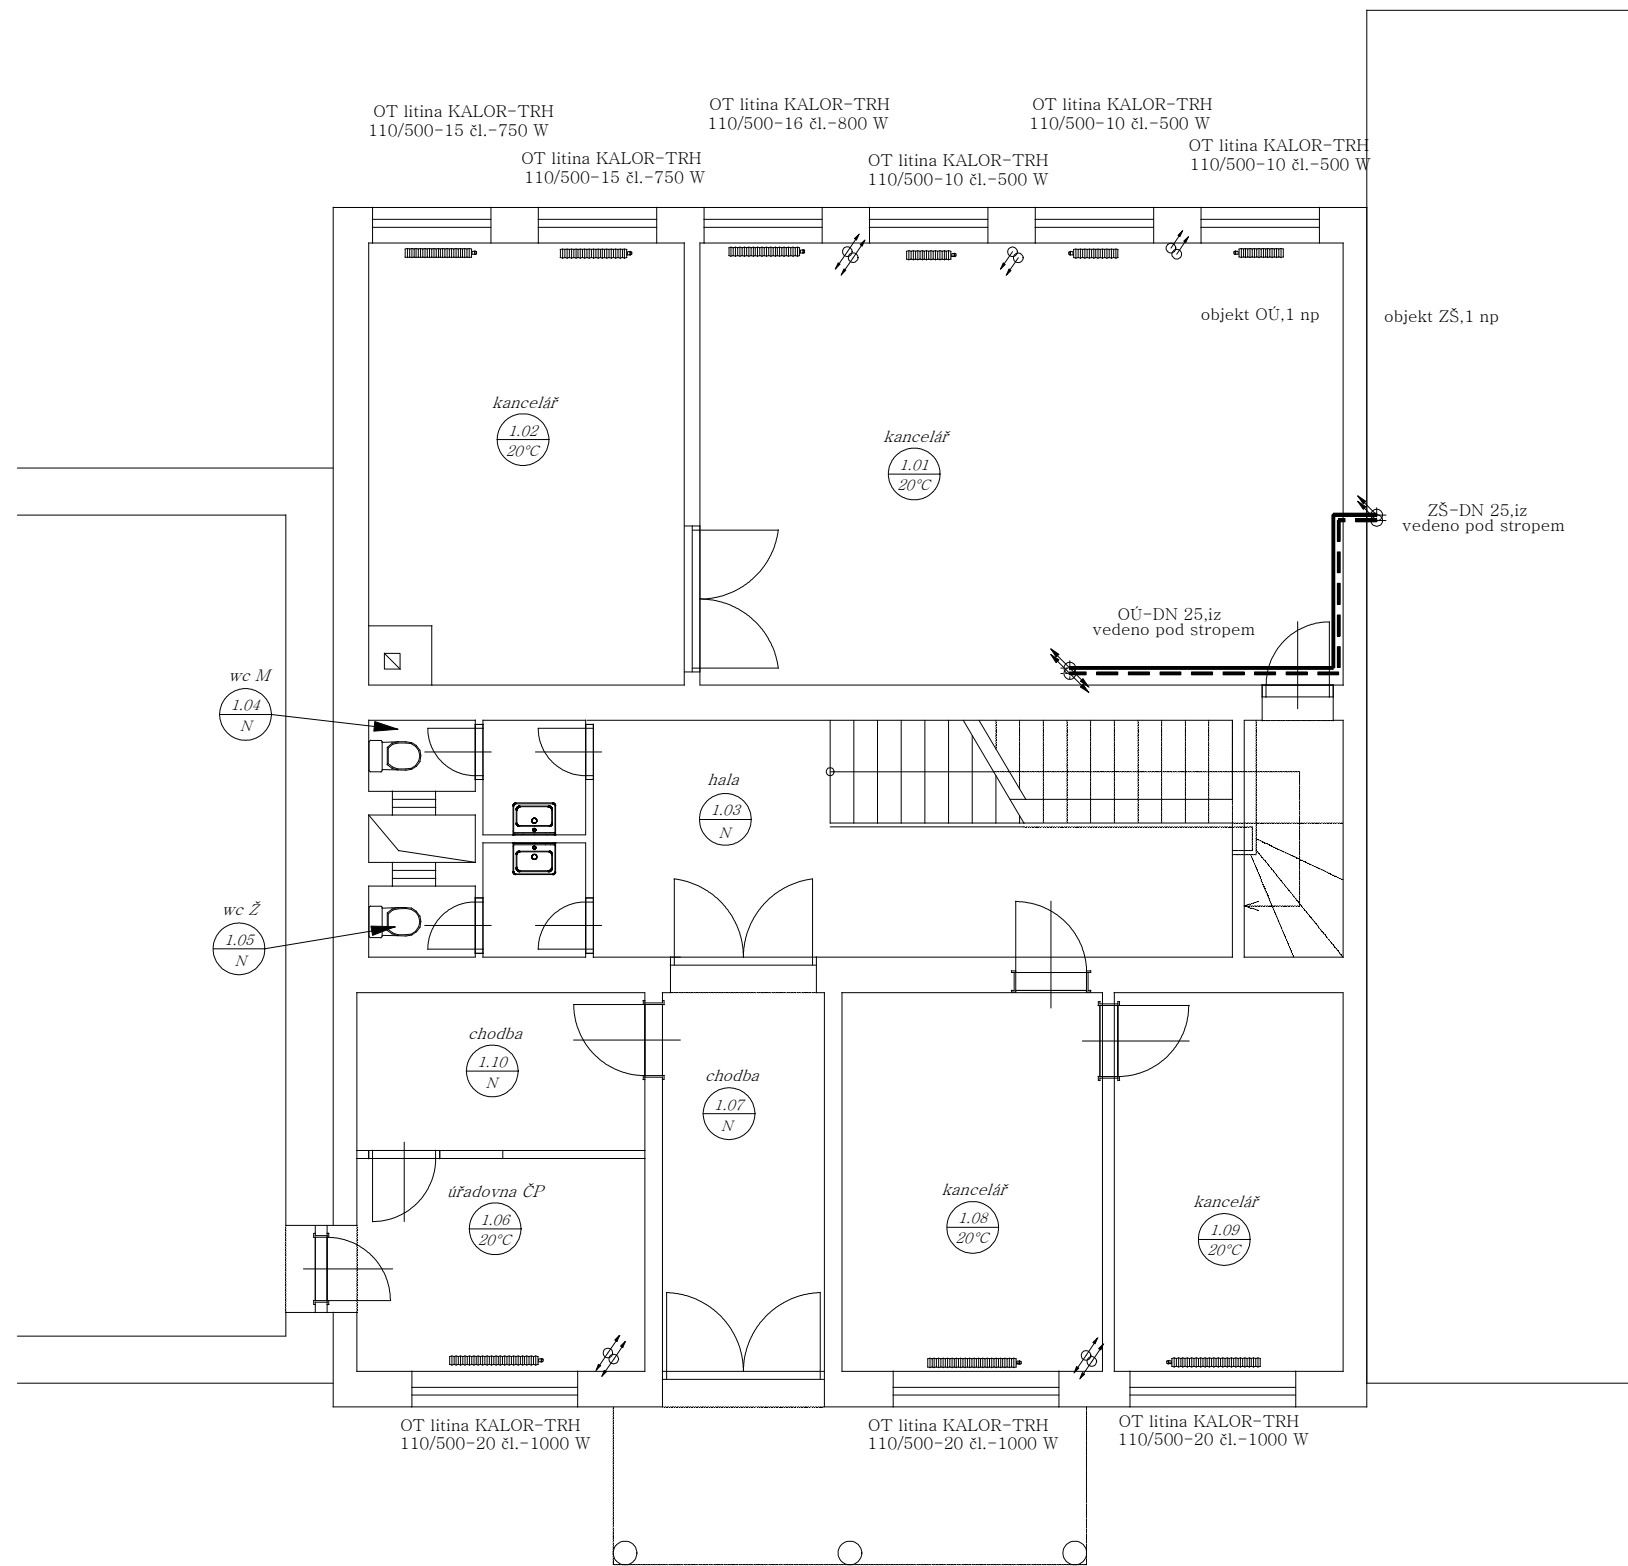 OT litina KALOR-TRH
110/500-15 čl.-750 W
OT litina KALOR-TRH
110/500-15 čl.-750 W
OT litina KALOR-TRH
110/500-16 čl.-800 W
OT litina KALOR-TRH
110/500-10 čl.-500 W
OT litina KALOR-TRH
110/500-10 čl.-500 W
OT litina KALOR-TRH
110/500-10 čl.-500 W
objekt OÚ,1 np
objekt ZŠ,1 np
kancelář
1.02
20°C
kancelář
1.01
20°C
ZŠ-DN 25,iz
vedeno pod stropem
OÚ-DN 25,iz
vedeno pod stropem
wc M
1.04
N
hala
1.03
N
wc Ž
1.05
N
chodba
1.10
N
chodba
1.07
N
úřadovna ČP
1.06
20°C
kancelář
1.08
20°C
kancelář
1.09
20°C
OT litina KALOR-TRH
110/500-20 čl.-1000 W
OT litina KALOR-TRH
110/500-20 čl.-1000 W
OT litina KALOR-TRH
110/500-20 čl.-1000 W